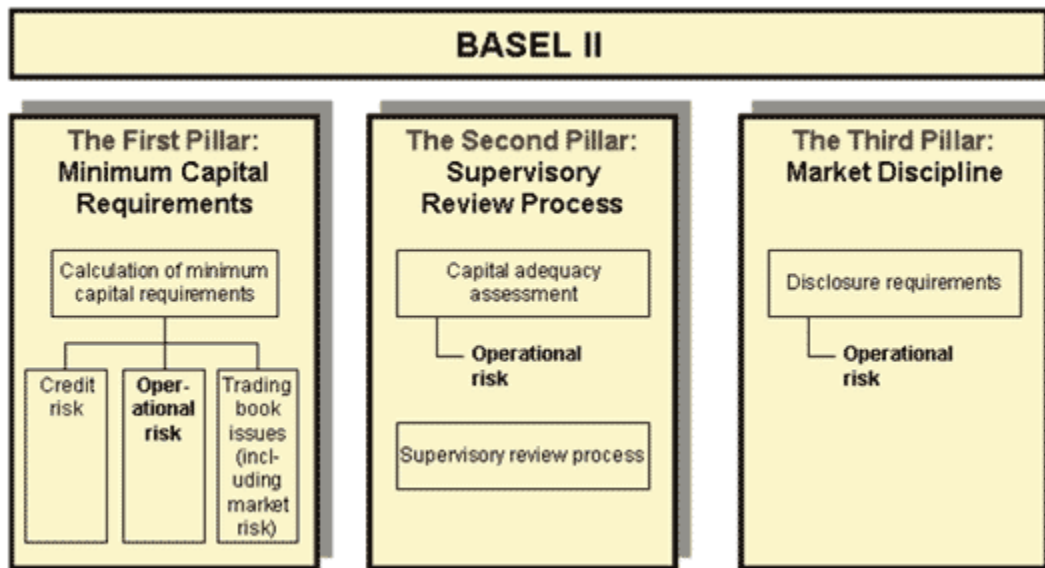 BASEL II
The First Pillar:
Minimum Capital
Requirements
Calculation of minimum
capital requirements
Credit
risk
Oper-
ational
risk
Trading
book
issues
(incl-
uding
market
risk)
The Second Pillar:
Supervisory
Review Process
Capital adequacy
assessment
Operational
risk
Supervisory review process
The Third Pillar:
Market Discipline
Disclosure requirements
Operational
risk